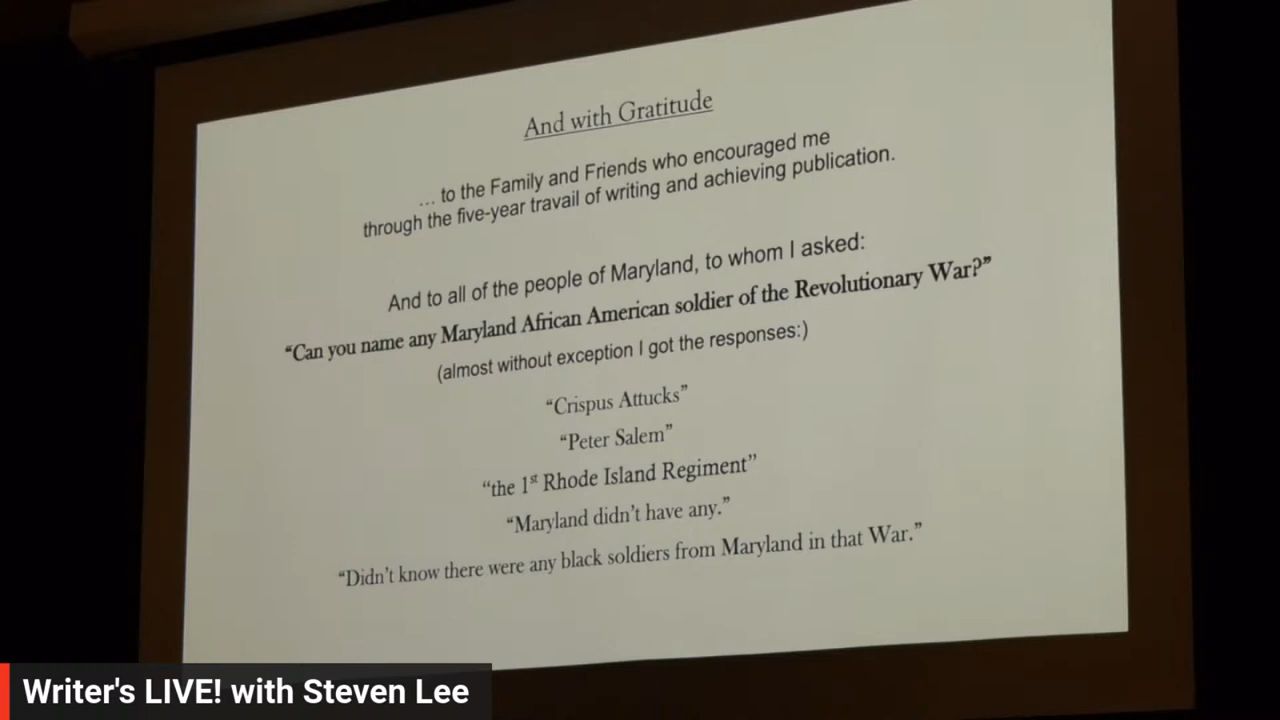 And with Gratitude
… to the Family and Friends who encouraged me
through the five-year travail of writing and achieving publication.
And to all of the people of Maryland, to whom I asked:
“Can you name any Maryland African American soldier of the Revolutionary War?”
(almost without exception I got the responses:)
“Crispus Attucks”
“Peter Salem”
“the 1st Rhode Island Regiment”
“Maryland didn’t have any.”
“Didn’t know there were any black soldiers from Maryland in that War.”
Writer's LIVE! with Steven Lee